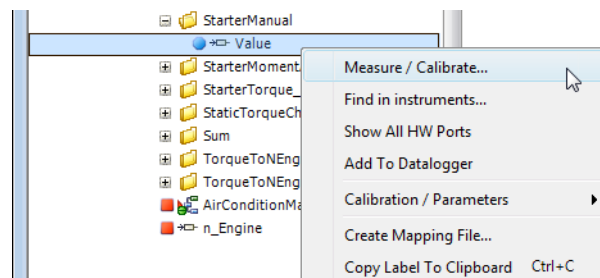 StarterManual
Value
StarterMoment
StarterTorque_
StaticTorqueCh
Sum
TorqueToNEng
TorqueToNEng
AirConditionMa
n_Engine
Measure / Calibrate...
Find in instruments...
Show All HW Ports
Add To Datalogger
Calibration / Parameters
Create Mapping File...
Copy Label To Clipboard Ctrl+C